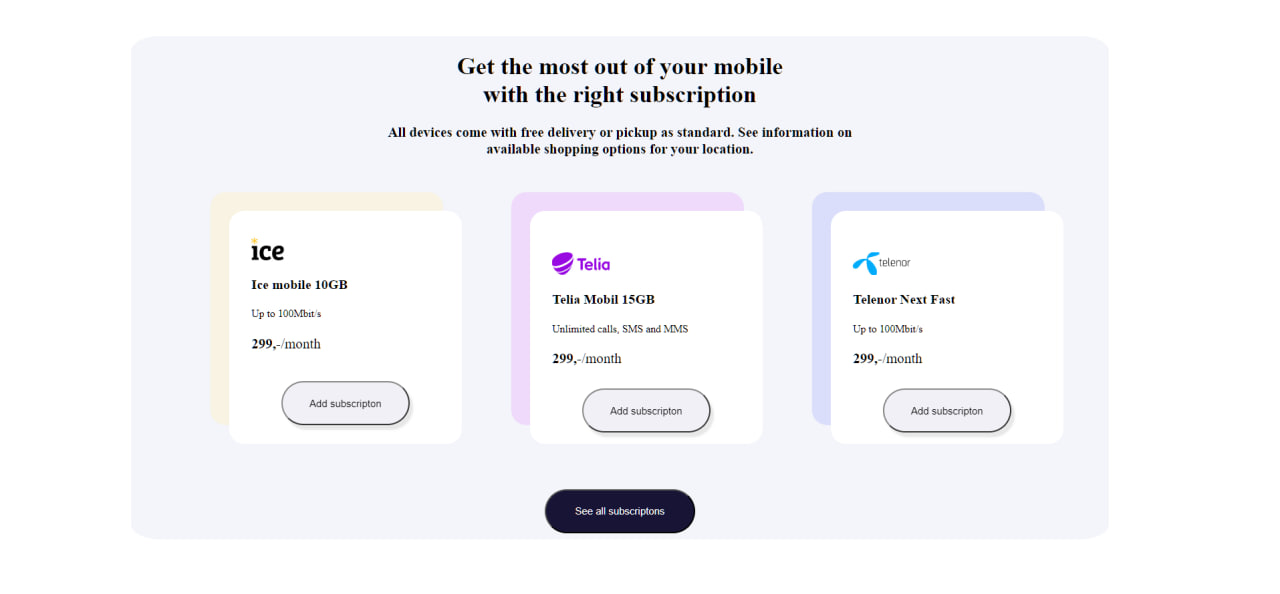 Get the most out of your mobile
with the right subscription
All devices come with free delivery or pickup as standard. See information on
available shopping options for your location.
ice
Ice mobile 10GB
Up to 100Mbit/s
299,-/month
Add subscripton
Telia
Telia Mobil 15GB
Unlimited calls, SMS and MMS
299,-/month
Add subscripton
telenor
Telenor Next Fast
Up to 100Mbit/s
299,-/month
Add subscripton
See all subscriptons